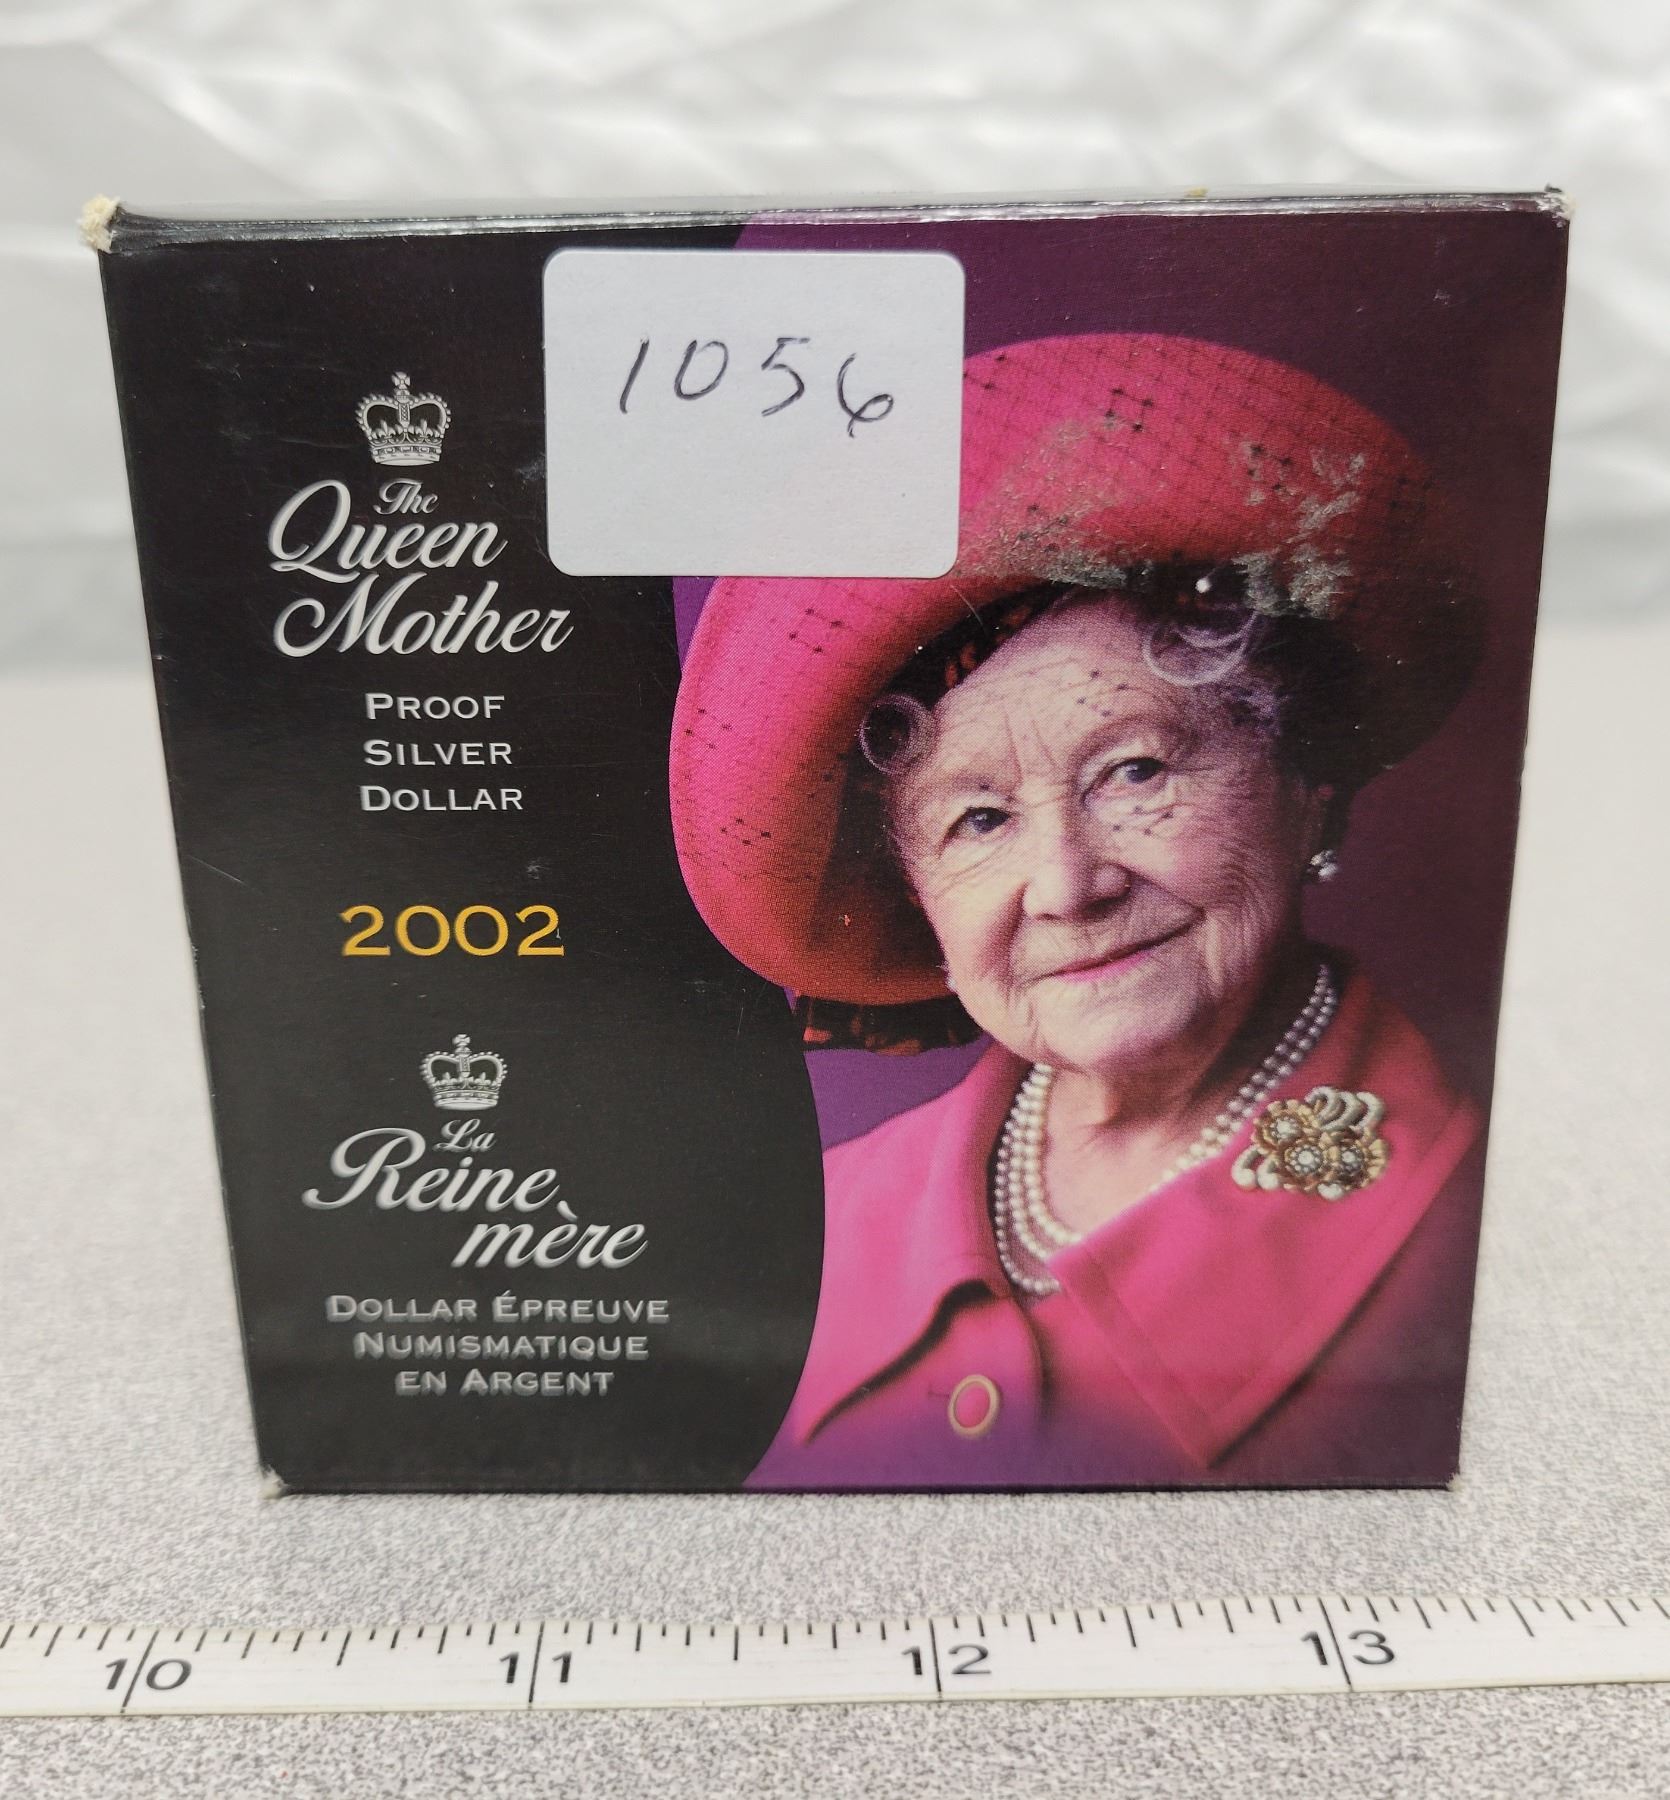 1056
The
Queen
Mother
PROOF
SILVER
DOLLAR
2002
La
Reine
mère
DOLLAR ÉPREUVE
NUMISMATIQUE
EN ARGENT
10 11 12 13